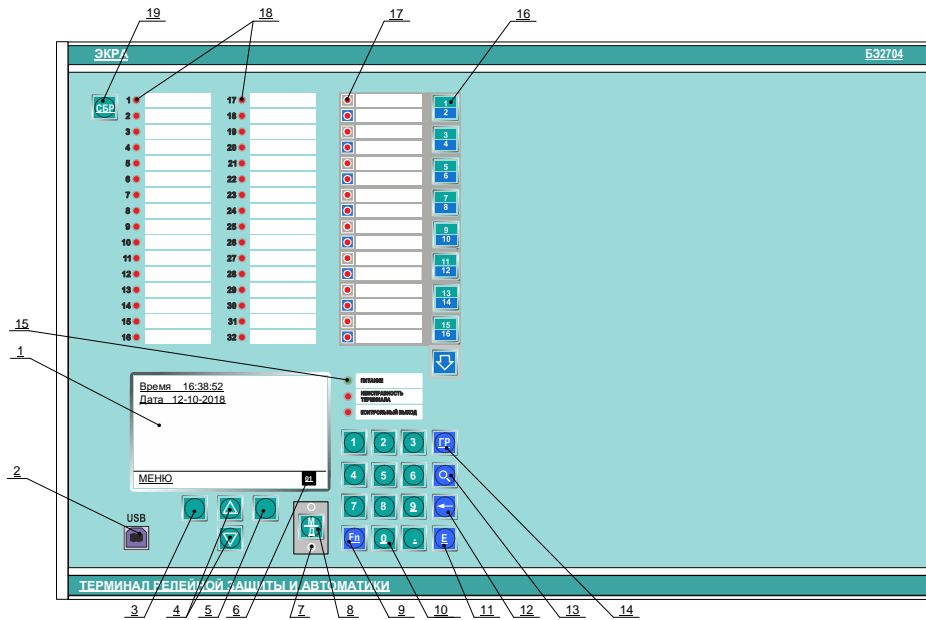 19 18 17 16
ЭКРА БЭ2704
СБР
1 17 1
2 18 2
3 19 3
4 20 4
5 21 5
6 22 6
7 23 7
8 24 8
9 25 9
10 26 10
11 27 11
12 28 12
13 29 13
14 30 14
15 31 15
16 32 16
15
1
ПИТАНИЕ
НЕИСПРАВНОСТЬ
ТЕРМИНАЛА
КОНТРОЛЬНЫЙ ВЫХОД
Время 16:38:52
Дата 12-10-2018
МЕНЮ 01
1 2 3 ГР
4 5 6
7 8 9
Fn 0 . E
2
USB
М
Д
ТЕРМИНАЛ РЕЛЕЙНОЙ ЗАЩИТЫ И АВТОМАТИКИ
3 4 5 6 7 8 9 10 11 12 13 14